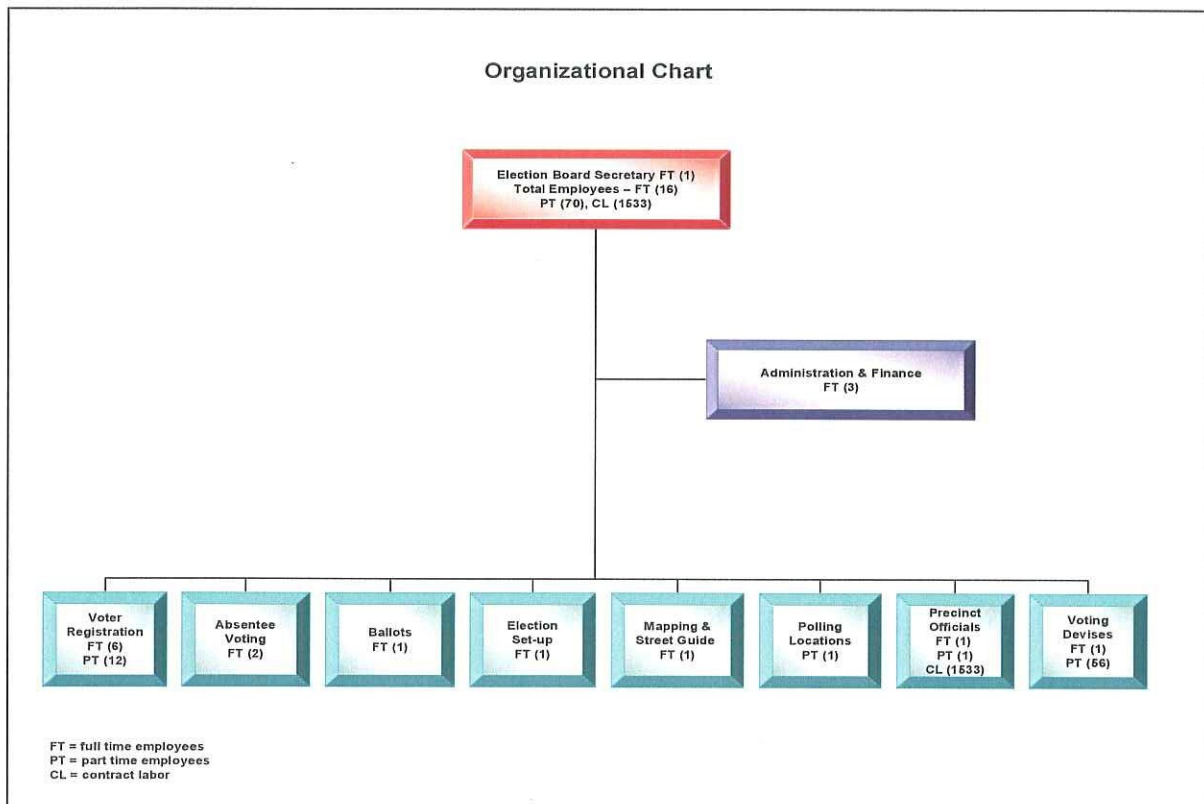 Organizational Chart
Election Board Secretary FT (1)
Total Employees – FT (16)
PT (70), CL (1533)
Administration & Finance
FT (3)
Voter
Registration
FT (6)
PT (12)
Absentee
Voting
FT (2)
Ballots
FT (1)
Election
Set-up
FT (1)
Mapping &
Street Guide
FT (1)
Polling
Locations
PT (1)
Precinct
Officials
FT (1)
PT (1)
CL (1533)
Voting
Devises
FT (1)
PT (56)
FT = full time employees
PT = part time employees
CL = contract labor